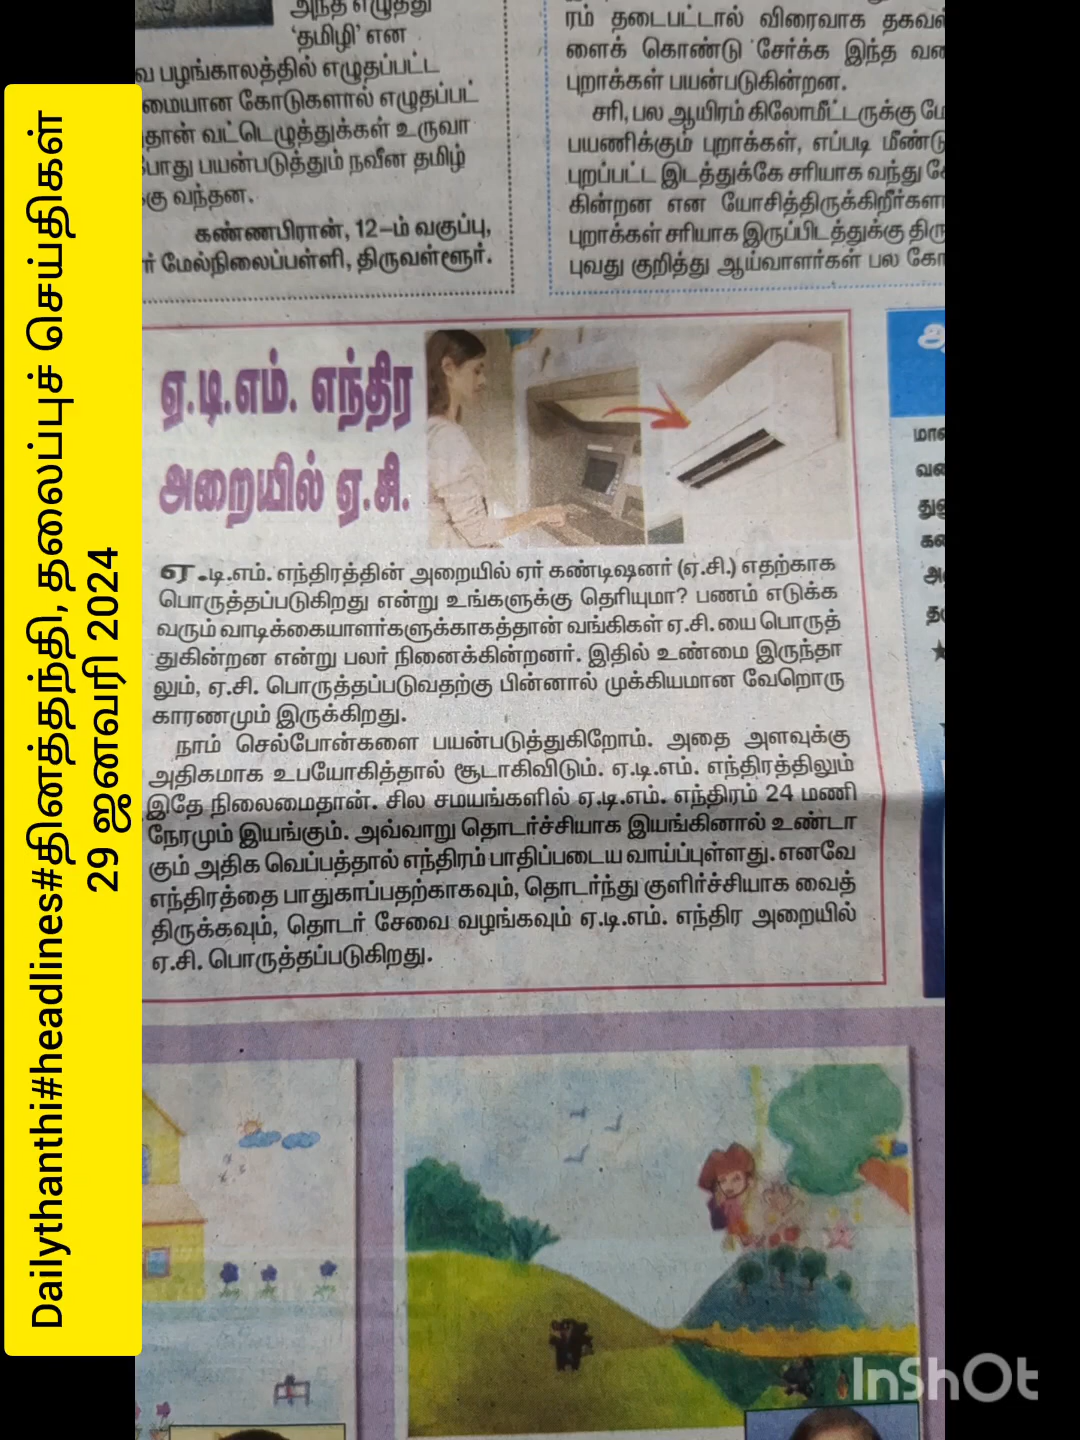 Dailythanthi#headlines#தினத்தந்தி,தலைப்புச் செய்திகள்
29 ஜனவரி 2024
அந்த எழுத்து
‘தமிழி’ என
வ பழங்காலத்தில் எழுதப்பட்ட
மையான கோடுகளால் எழுதப்பட்
தான் வட்டெழுத்துக்கள் உருவா
போது பயன்படுத்தும் நவீன தமிழ்
கு வந்தன.
கண்ணபிரான், 12-ம் வகுப்பு,
ர் மேல்நிலைப்பள்ளி, திருவள்ளூர்.
ரம் தடைபட்டால் விரைவாக தகவல்
ளைக் கொண்டு சேர்க்க இந்த வ
புறாக்கள் பயன்படுகின்றன.
சரி, பல ஆயிரம் கிலோமீட்டருக்கு மே
பயணிக்கும் புறாக்கள், எப்படி மீண்டு
புறப்பட்ட இடத்துக்கே சரியாக வந்து சே
கின்றன என யோசித்திருக்கிறீர்களா
புறாக்கள் சரியாக இருப்பிடத்துக்கு திரு
புவது குறித்து ஆய்வாளர்கள் பல கோ
ஏ.டி.எம். எந்திர
அறையில் ஏ.சி.
ஏ.டி.எம். எந்திரத்தின் அறையில் ஏர் கண்டிஷனர் (ஏ.சி.) எதற்காக
பொருத்தப்படுகிறது என்று உங்களுக்கு தெரியுமா? பணம் எடுக்க
வரும் வாடிக்கையாளர்களுக்காகத்தான் வங்கிகள் ஏ.சி.யை பொருத்
துகின்றன என்று பலர் நினைக்கின்றனர். இதில் உண்மை இருந்தா
லும், ஏ.சி. பொருத்தப்படுவதற்கு பின்னால் முக்கியமான வேறொரு
காரணமும் இருக்கிறது.
நாம் செல்போன்களை பயன்படுத்துகிறோம். அதை அளவுக்கு
அதிகமாக உபயோகித்தால் சூடாகிவிடும். ஏ.டி.எம். எந்திரத்திலும்
இதே நிலைமைதான். சில சமயங்களில் ஏ.டி.எம். எந்திரம் 24 மணி
நேரமும் இயங்கும். அவ்வாறு தொடர்ச்சியாக இயங்கினால் உண்டா
கும் அதிக வெப்பத்தால் எந்திரம் பாதிப்படைய வாய்ப்புள்ளது. எனவே
எந்திரத்தை பாதுகாப்பதற்காகவும், தொடர்ந்து குளிர்ச்சியாக வைத்
திருக்கவும், தொடர் சேவை வழங்கவும் ஏ.டி.எம். எந்திர அறையில்
ஏ.சி. பொருத்தப்படுகிறது.
மான
வை
InShOt